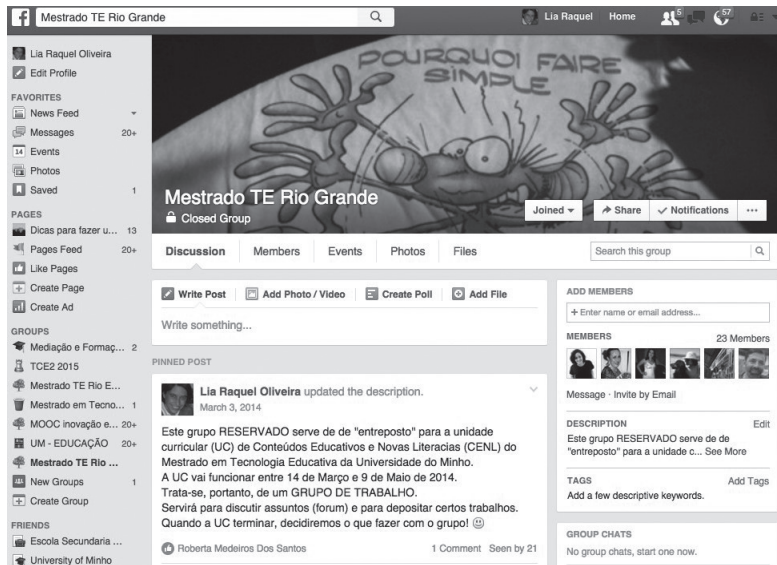 f Mestrado TE Rio Grande
Lia Raquel Home 5 57
Lia Raquel Oliveira
Edit Profile
FAVORITES
News Feed
Messages 20+
14 Events
Photos
Saved 1
PAGES
Dicas para fazer u... 13
Pages Feed 20+
Like Pages
Create Page
Create Ad
GROUPS
Mediação e Formaç... 2
TCE2 2015
Mestrado TE Rio E...
Mestrado em Tecno... 1
MOOC inovação e... 20+
UM - EDUCAÇÃO 20+
Mestrado TE Rio ...
New Groups 1
Create Group
FRIENDS
Escola Secundaria ...
University of Minho
POURQUOI FAIRE
SIMPLE
Mestrado TE Rio Grande
Closed Group
Joined Share Notifications ...
Discussion Members Events Photos Files
Search this group
Write Post Add Photo / Video Create Poll Add File
Write something...
PINNED POST
Lia Raquel Oliveira updated the description.
March 3, 2014
Este grupo RESERVADO serve de de "entreposto" para a unidade
curricular (UC) de Conteúdos Educativos e Novas Literacias (CENL) do
Mestrado em Tecnologia Educativa da Universidade do Minho.
A UC vai funcionar entre 14 de Março e 9 de Maio de 2014.
Trata-se, portanto, de um GRUPO DE TRABALHO.
Servirá para discutir assuntos (forum) e para depositar certos trabalhos.
Quando a UC terminar, decidiremos o que fazer com o grupo!
Roberta Medeiros Dos Santos 1 Comment Seen by 21
ADD MEMBERS
+ Enter name or email address...
MEMBERS 23 Members
Message · Invite by Email
DESCRIPTION Edit
Este grupo RESERVADO serve de de
"entreposto" para a unidade c... See More
TAGS Add Tags
Add a few descriptive keywords.
GROUP CHATS
No group chats, start one now.